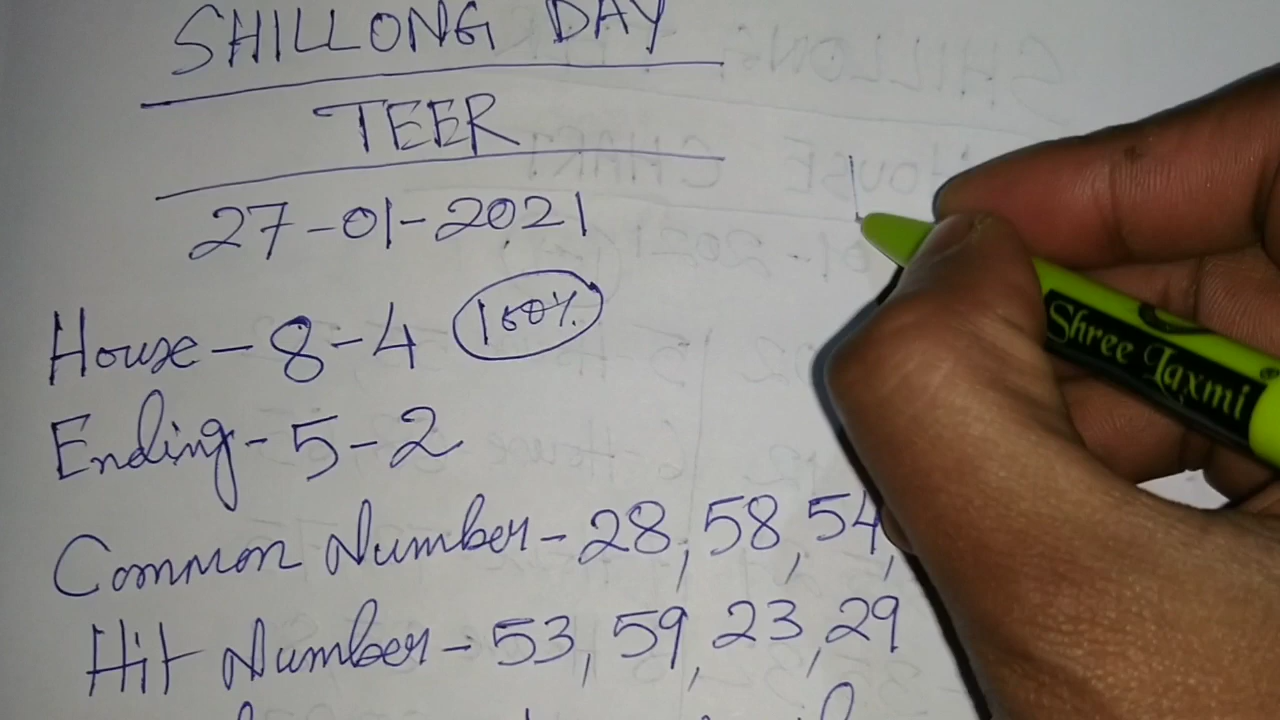 SHILLONG DAY
TEER
27-01-2021
House - 8-4 100%
Ending - 5-2
Common Number - 28, 58, 54,
Hit Number - 53, 59, 23, 29
Shree Laxmi